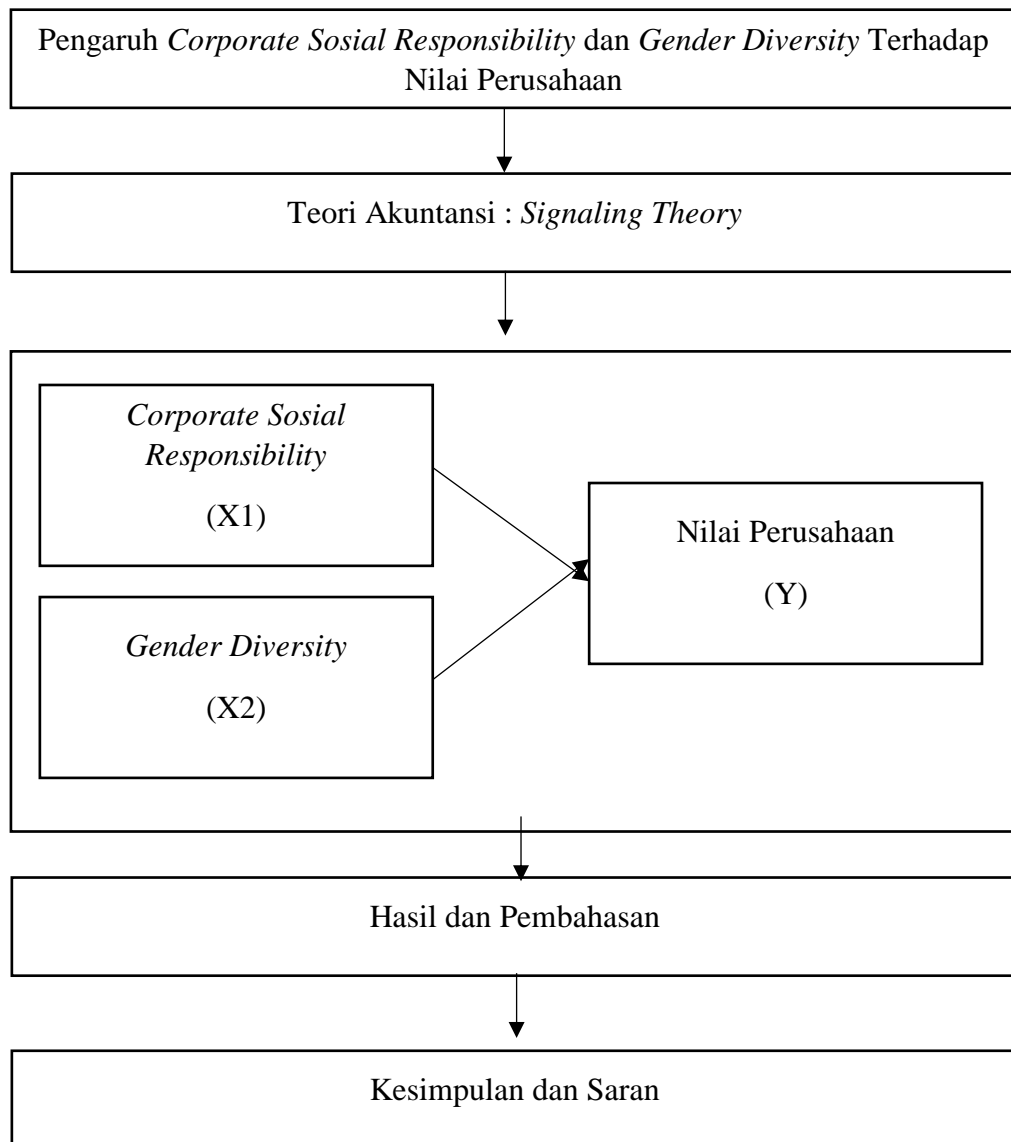 Pengaruh Corporate Sosial Responsibility dan Gender Diversity Terhadap
Nilai Perusahaan
Teori Akuntansi : Signaling Theory
Corporate Sosial
Responsibility
(X1)
Nilai Perusahaan
(Y)
Gender Diversity
(X2)
Hasil dan Pembahasan
Kesimpulan dan Saran